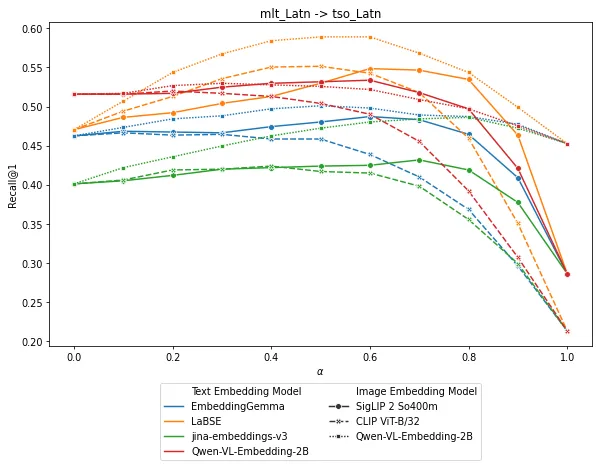 mlt_Latn -> tso_Latn
0.60
0.55
0.50
0.45
0.40
0.35
0.30
0.25
0.20
Recall@1
0.0 0.2 0.4 0.6 0.8 1.0
α
Text Embedding Model Image Embedding Model
EmbeddingGemma SigLIP 2 So400m
LaBSE CLIP ViT-B/32
jina-embeddings-v3 Qwen-VL-Embedding-2B
Qwen-VL-Embedding-2B